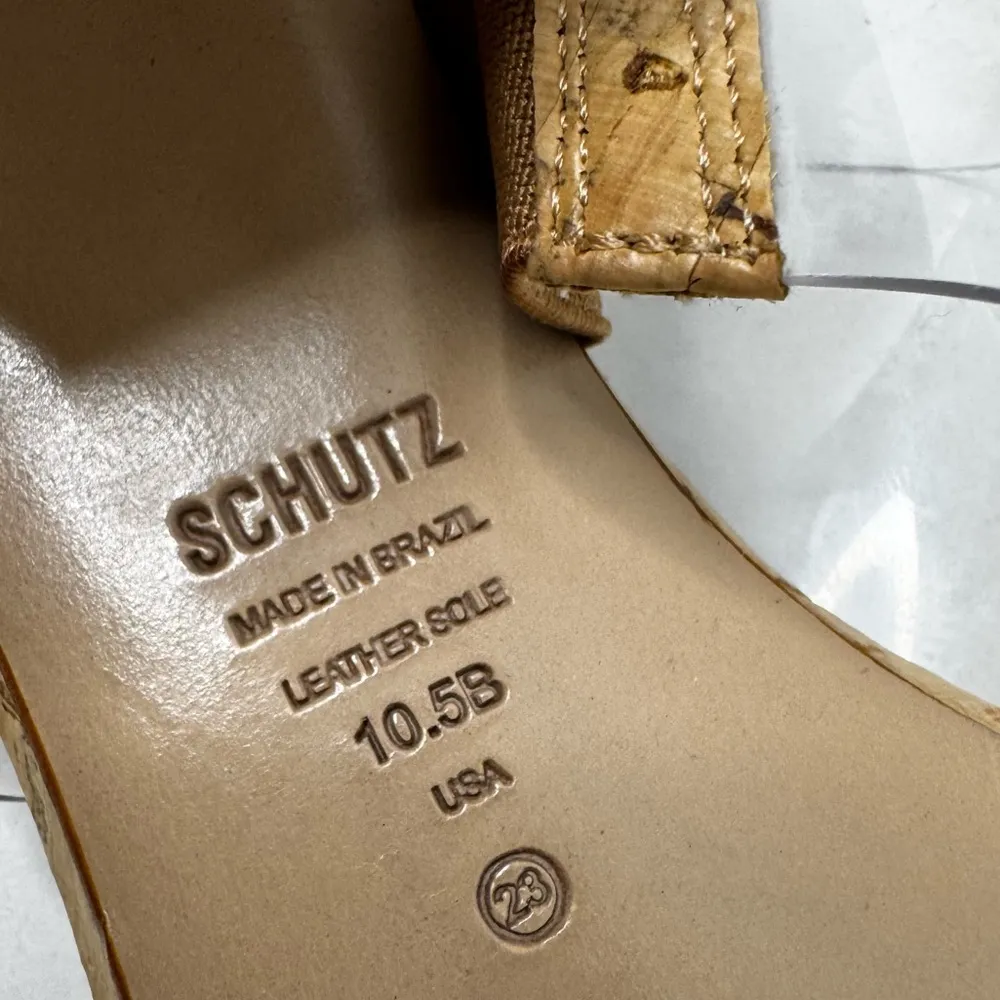 SCHUTZ
MADE IN BRAZIL
LEATHER SOLE
10.5B
USA
23